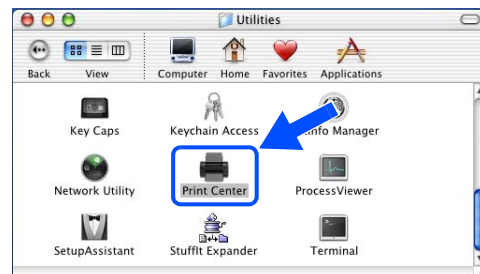 Utilities
Back View Computer Home Favorites Applications
Key Caps Keychain Access Info Manager
Network Utility Print Center ProcessViewer
SetupAssistant StuffIt Expander Terminal